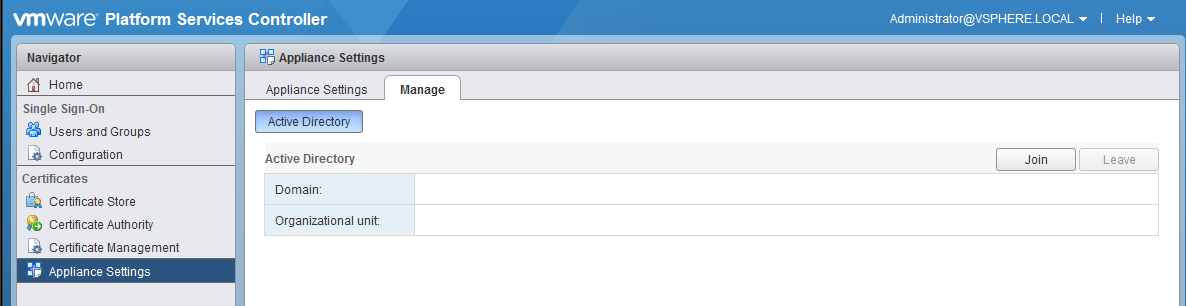 vmware Platform Services Controller
Administrator@VSPHERE.LOCAL
Help
Navigator
Home
Single Sign-On
Users and Groups
Configuration
Certificates
Certificate Store
Certificate Authority
Certificate Management
Appliance Settings
Appliance Settings
Appliance Settings
Manage
Active Directory
Active Directory
Join
Leave
Domain:
Organizational unit: